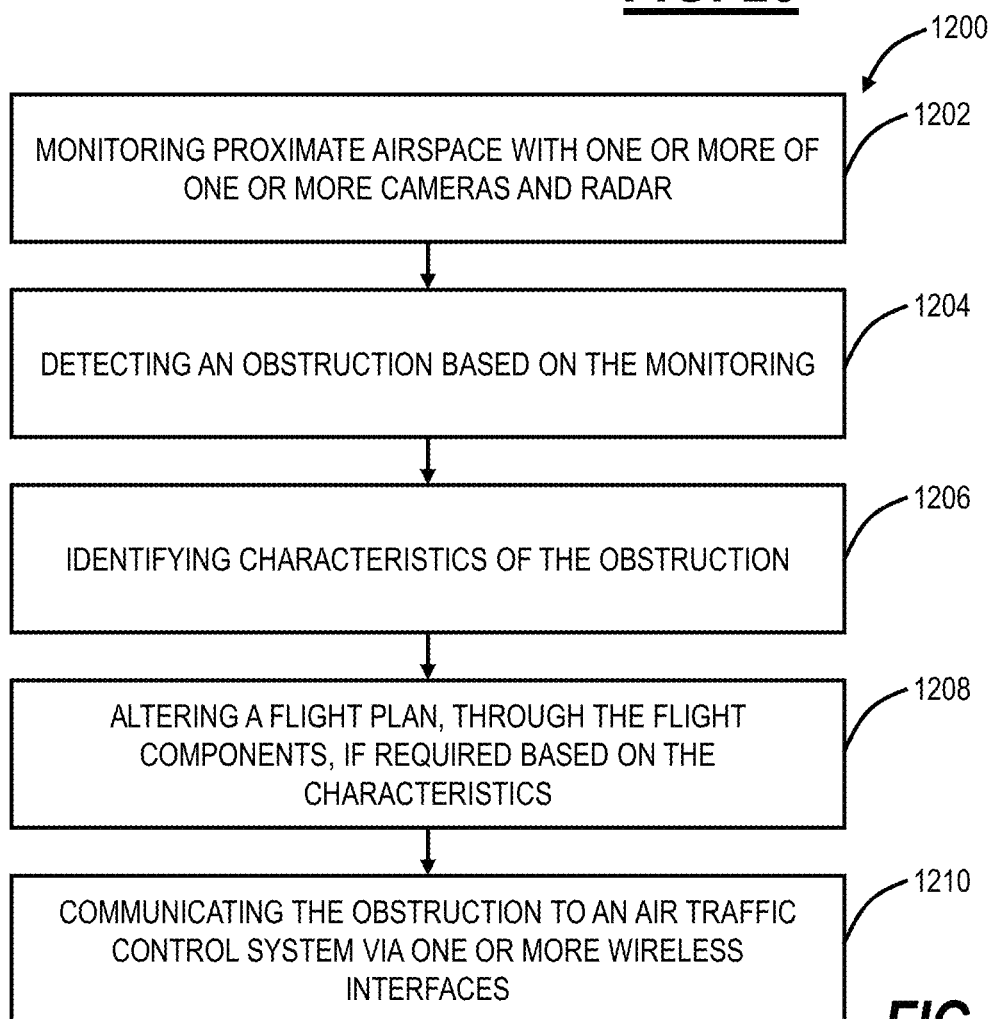 1200
1202
MONITORING PROXIMATE AIRSPACE WITH ONE OR MORE OF
ONE OR MORE CAMERAS AND RADAR
1204
DETECTING AN OBSTRUCTION BASED ON THE MONITORING
1206
IDENTIFYING CHARACTERISTICS OF THE OBSTRUCTION
1208
ALTERING A FLIGHT PLAN, THROUGH THE FLIGHT
COMPONENTS, IF REQUIRED BASED ON THE
CHARACTERISTICS
1210
COMMUNICATING THE OBSTRUCTION TO AN AIR TRAFFIC
CONTROL SYSTEM VIA ONE OR MORE WIRELESS
INTERFACES
FIG